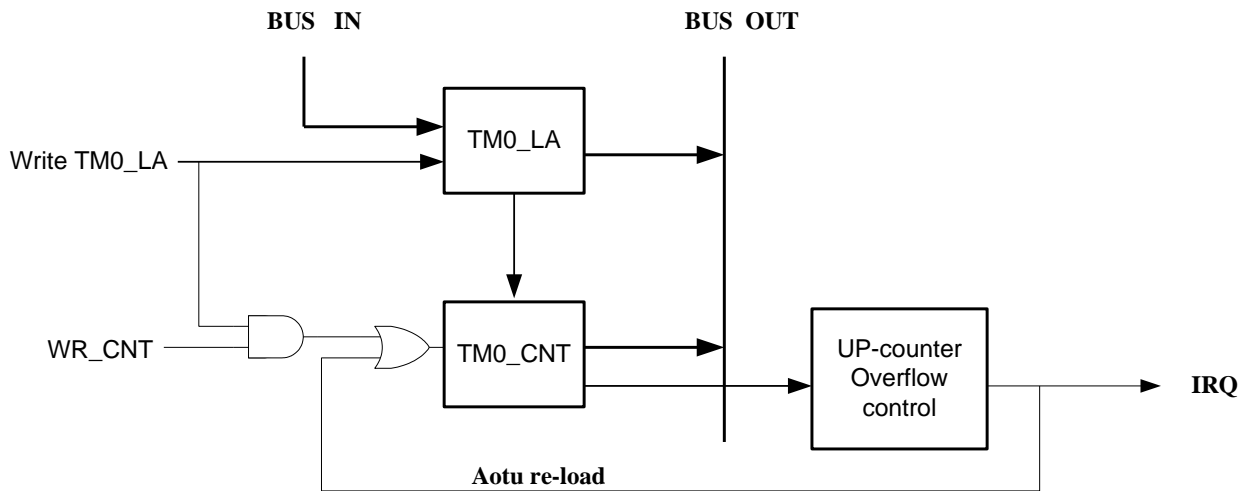 BUS IN
BUS OUT
TM0_LA
Write TM0_LA
WR_CNT
TM0_CNT
UP-counter
Overflow
control
IRQ
Aotu re-load